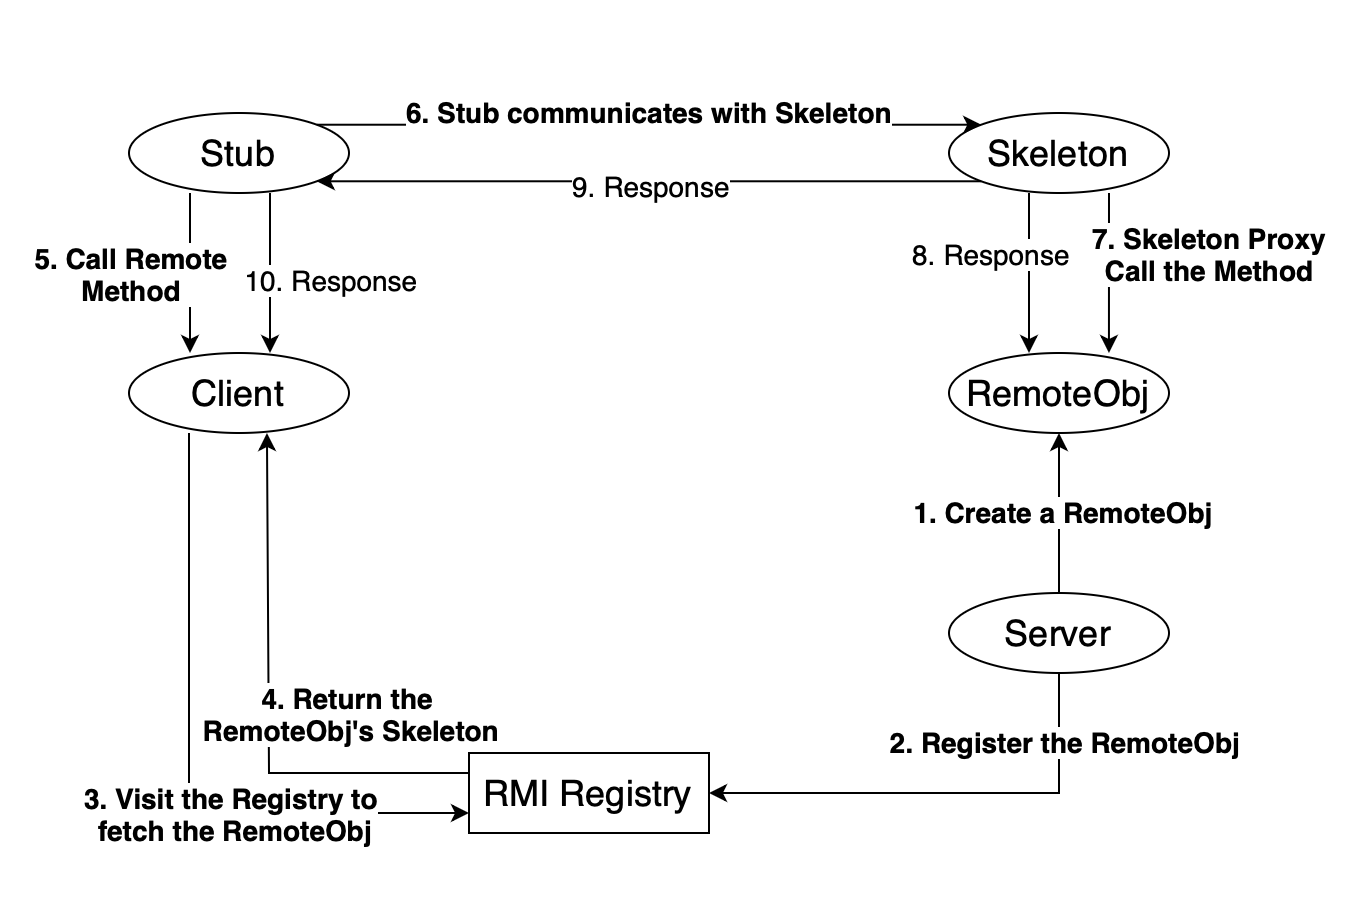 6. Stub communicates with Skeleton
Stub
Skeleton
9. Response
5. Call Remote
Method
10. Response
8. Response
7. Skeleton Proxy
Call the Method
Client
RemoteObj
1. Create a RemoteObj
Server
4. Return the
RemoteObj's Skeleton
2. Register the RemoteObj
3. Visit the Registry to
fetch the RemoteObj
RMI Registry